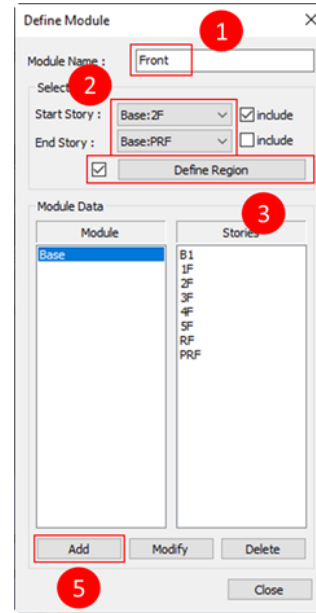 Define Module
1
Module Name : Front
2
Select
Start Story : Base:2F include
End Story : Base:PRF include
Define Region
3
Module Data
Module Stories
Base B1
1F
2F
3F
4F
5F
RF
PRF
Add Modify Delete
5
Close